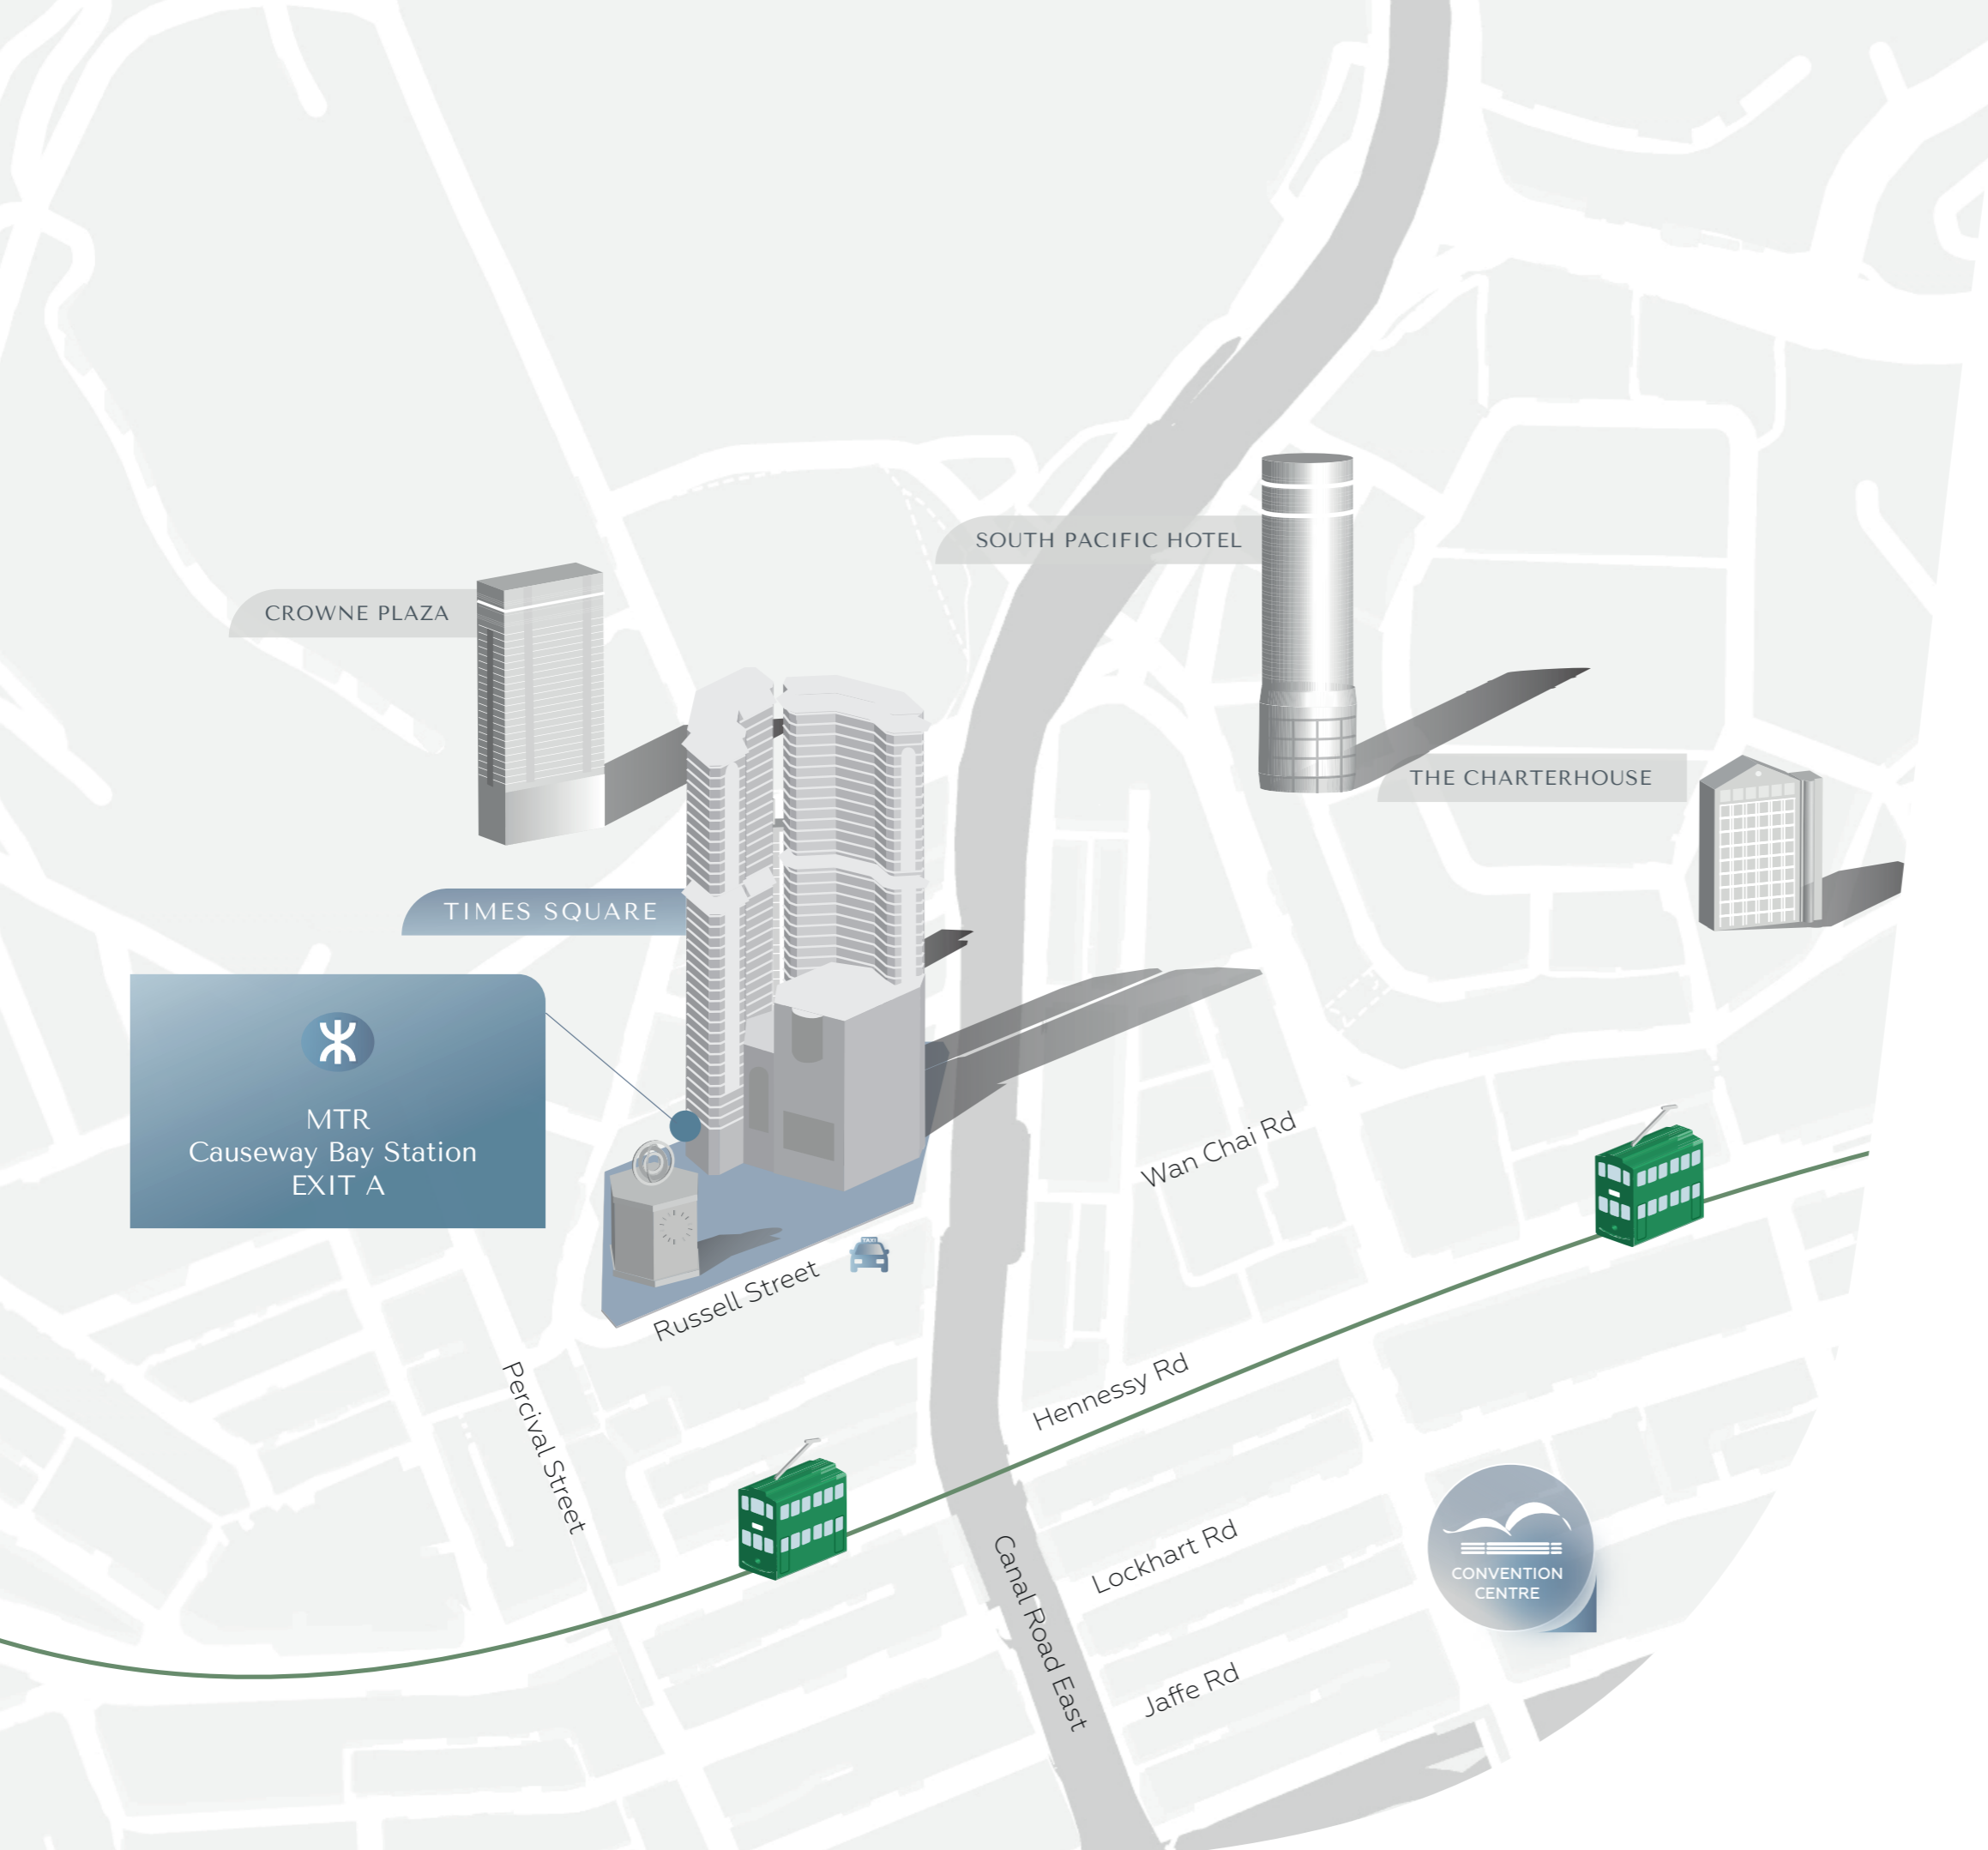 SOUTH PACIFIC HOTEL
CROWNE PLAZA
THE CHARTERHOUSE
TIMES SQUARE
MTR
Causeway Bay Station
EXIT A
Wan Chai Rd
TAXI
Russell Street
Percival Street
Hennessy Rd
Lockhart Rd
Canal Road East
Jaffe Rd
CONVENTION
CENTRE